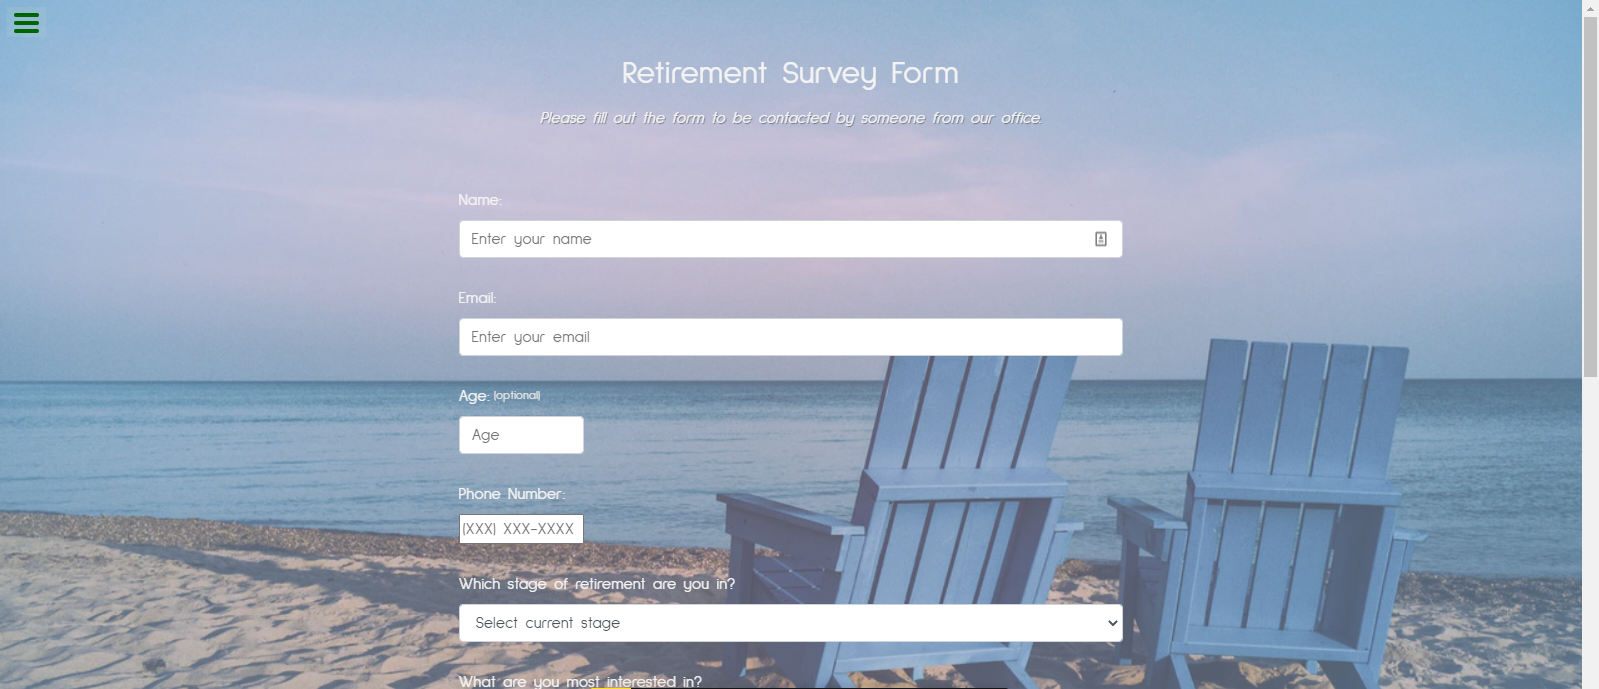 Retirement Survey Form
Please fill out the form to be contacted by someone from our office.
Name:
Enter your name
Email:
Enter your email
Age: (optional)
Age
Phone Number:
(XXX) XXX-XXXX
Which stage of retirement are you in?
Select current stage
What are you most interested in?